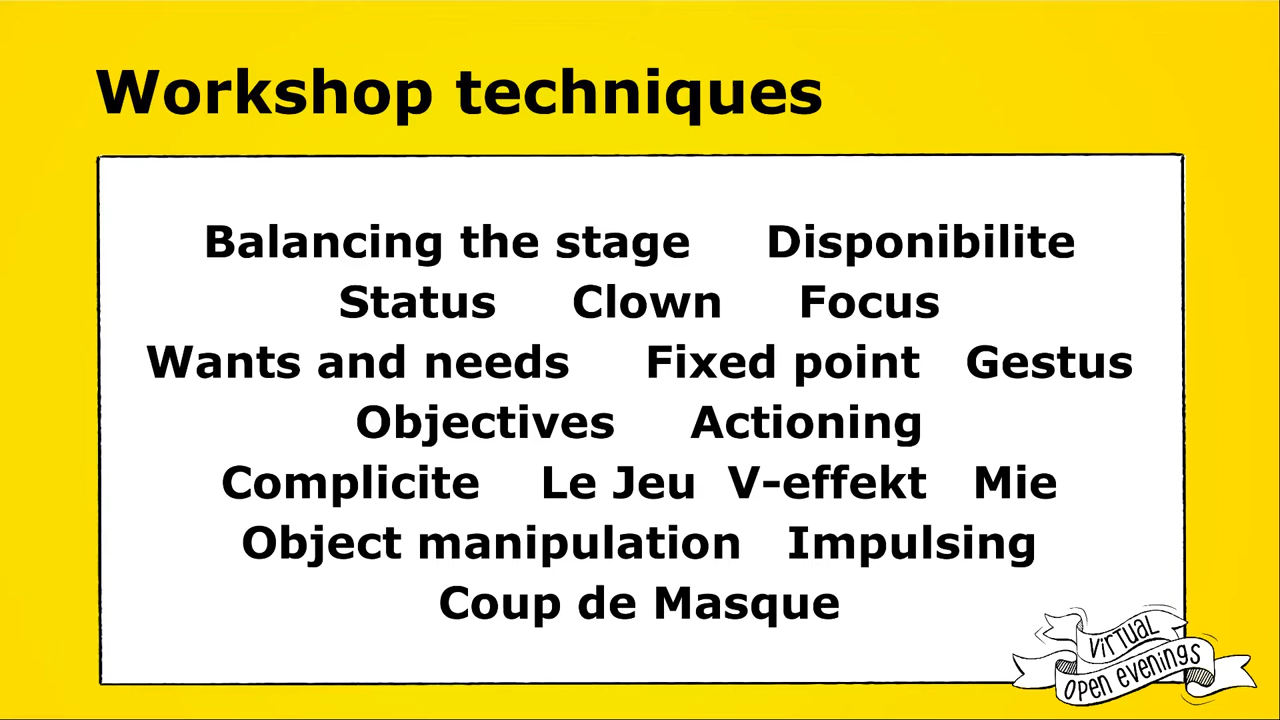 Workshop techniques
Balancing the stage Disponibilite
Status Clown Focus
Wants and needs Fixed point Gestus
Objectives Actioning
Complicite Le Jeu V-effekt Mie
Object manipulation Impulsing
Coup de Masque
VIRTUAL
OPEN EVENINGS